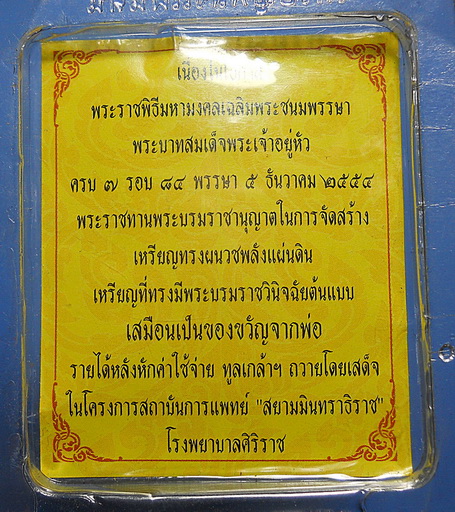 เนื่องในโอกาส
พระราชพิธีมหามงคลเฉลิมพระชนมพรรษา
พระบาทสมเด็จพระเจ้าอยู่หัว
ครบ ๗ รอบ ๘๔ พรรษา ๕ ธันวาคม ๒๕๕๔
พระราชทานพระบรมราชานุญาตในการจัดสร้าง
เหรียญทรงผนวชพลังแผ่นดิน
เหรียญที่ทรงมีพระบรมราชวินิจฉัยต้นแบบ
เสมือนเป็นของขวัญจากพ่อ
รายได้หลังหักค่าใช้จ่าย ทูลเกล้าฯ ถวายโดยเสด็จ
ในโครงการสถาบันการแพทย์ "สยามมินทราธิราช"
โรงพยาบาลศิริราช